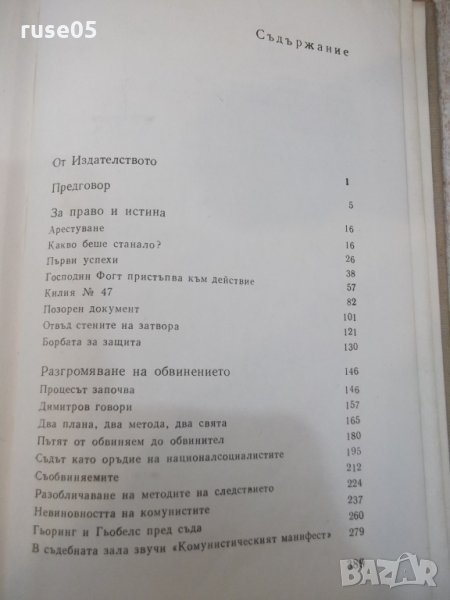 ruse05
Съдържание
От Издателството
Предговор 1
За право и истина 5
Арестуване 16
Какво беше станало? 16
Първи успехи 26
Господин Фогт пристъпва към действие 38
Килия № 47 57
Позорен документ 82
Отвъд стените на затвора 101
Борбата за защита 121
130
Разгромяване на обвинението 146
Процесът започва 146
Димитров говори 157
Два плана, два метода, два свята 165
Пътят от обвиняем до обвинител 180
Съдът като оръдие на националсоциалистите 195
Съобвиняемите 212
Разобличаване на методите на следствието 224
Невиновността на комунистите 237
Гьоринг и Гьобелс пред съда 260
В съдебната зала звучи «Комунистическият манифест» 279
BAZAR
bg